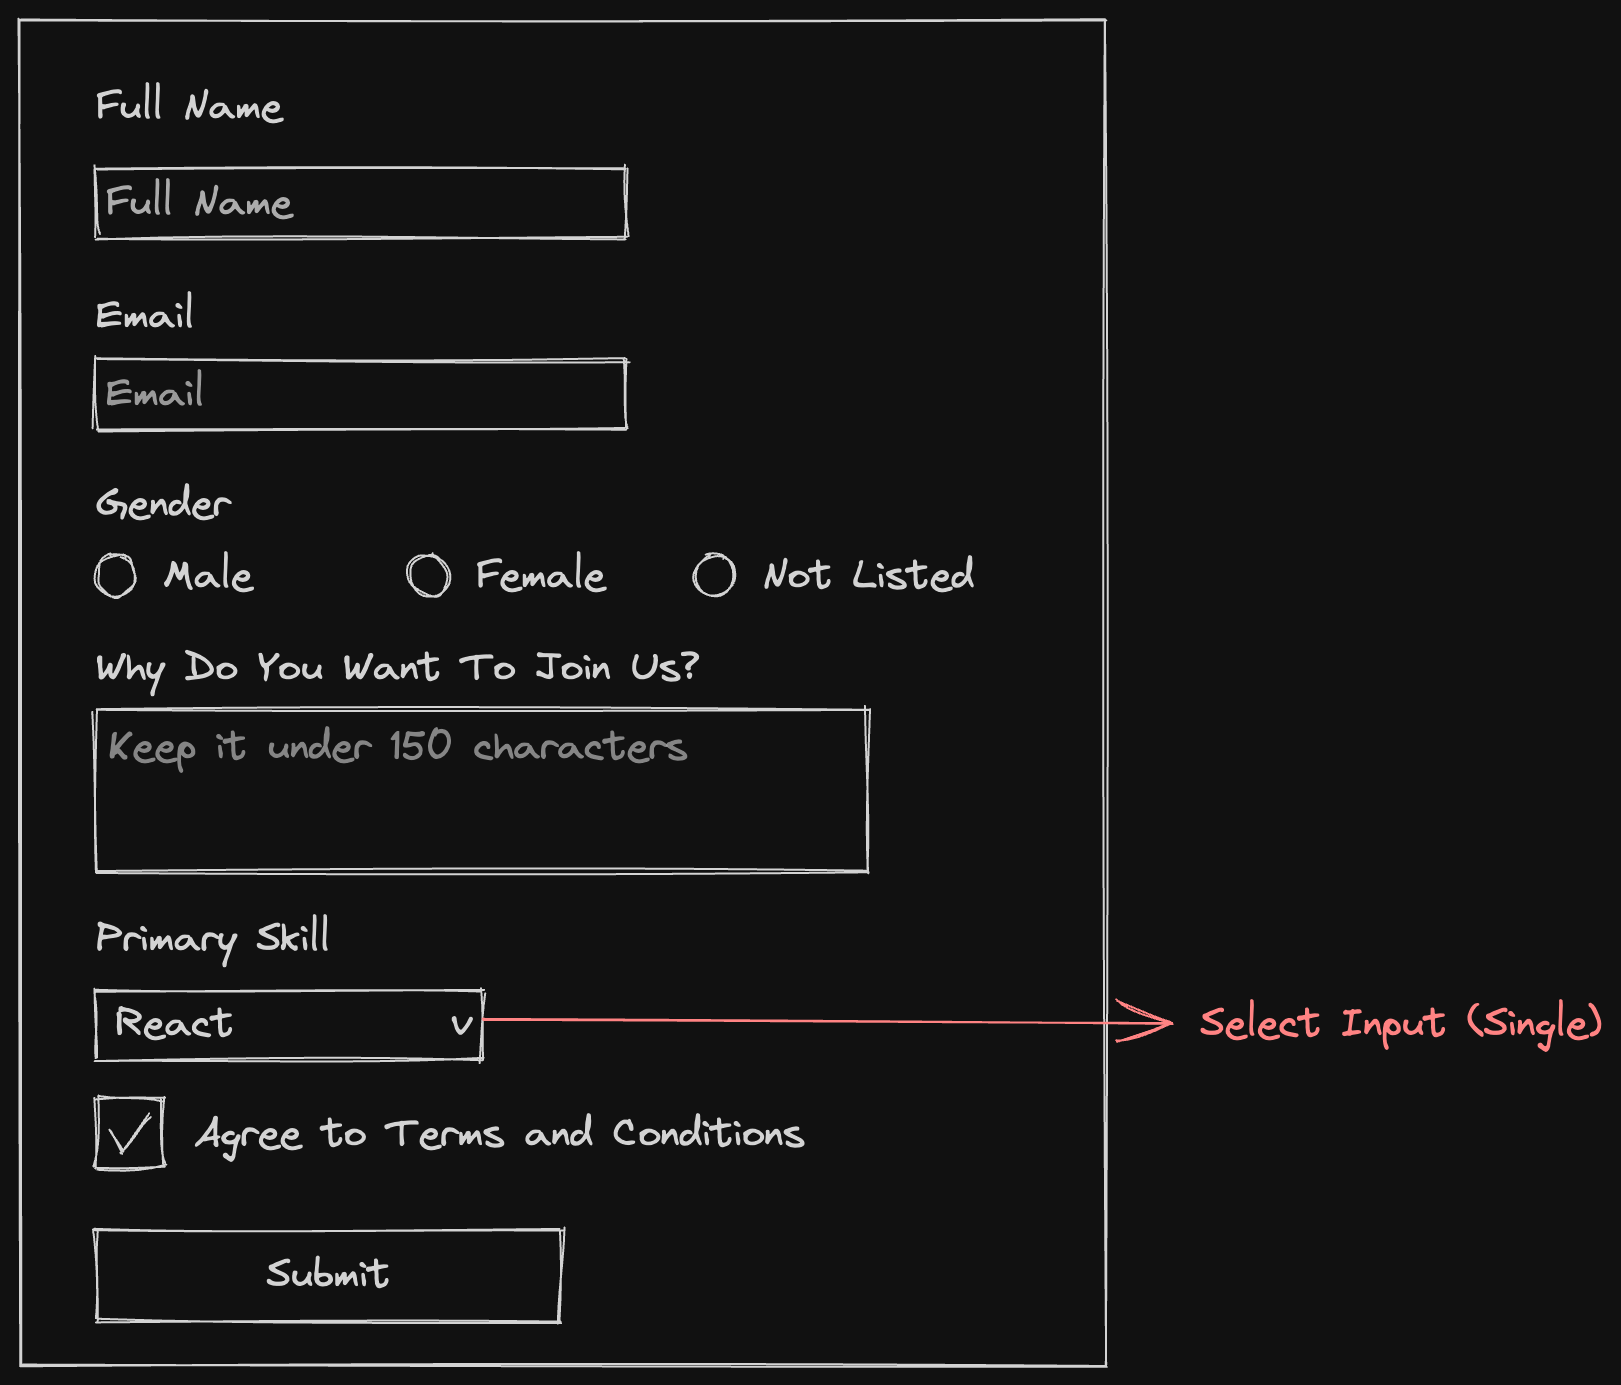 Full Name
Full Name
Email
Email
Gender
Male Female Not Listed
Why Do You Want To Join Us?
Keep it under 150 characters
Primary Skill
React v Select Input (Single)
Agree to Terms and Conditions
Submit